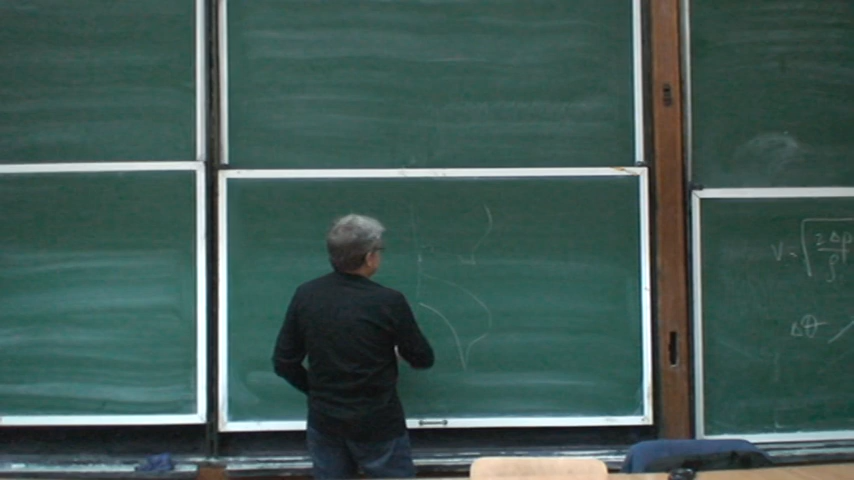 V = √(2Δp/ρ)
Δθ